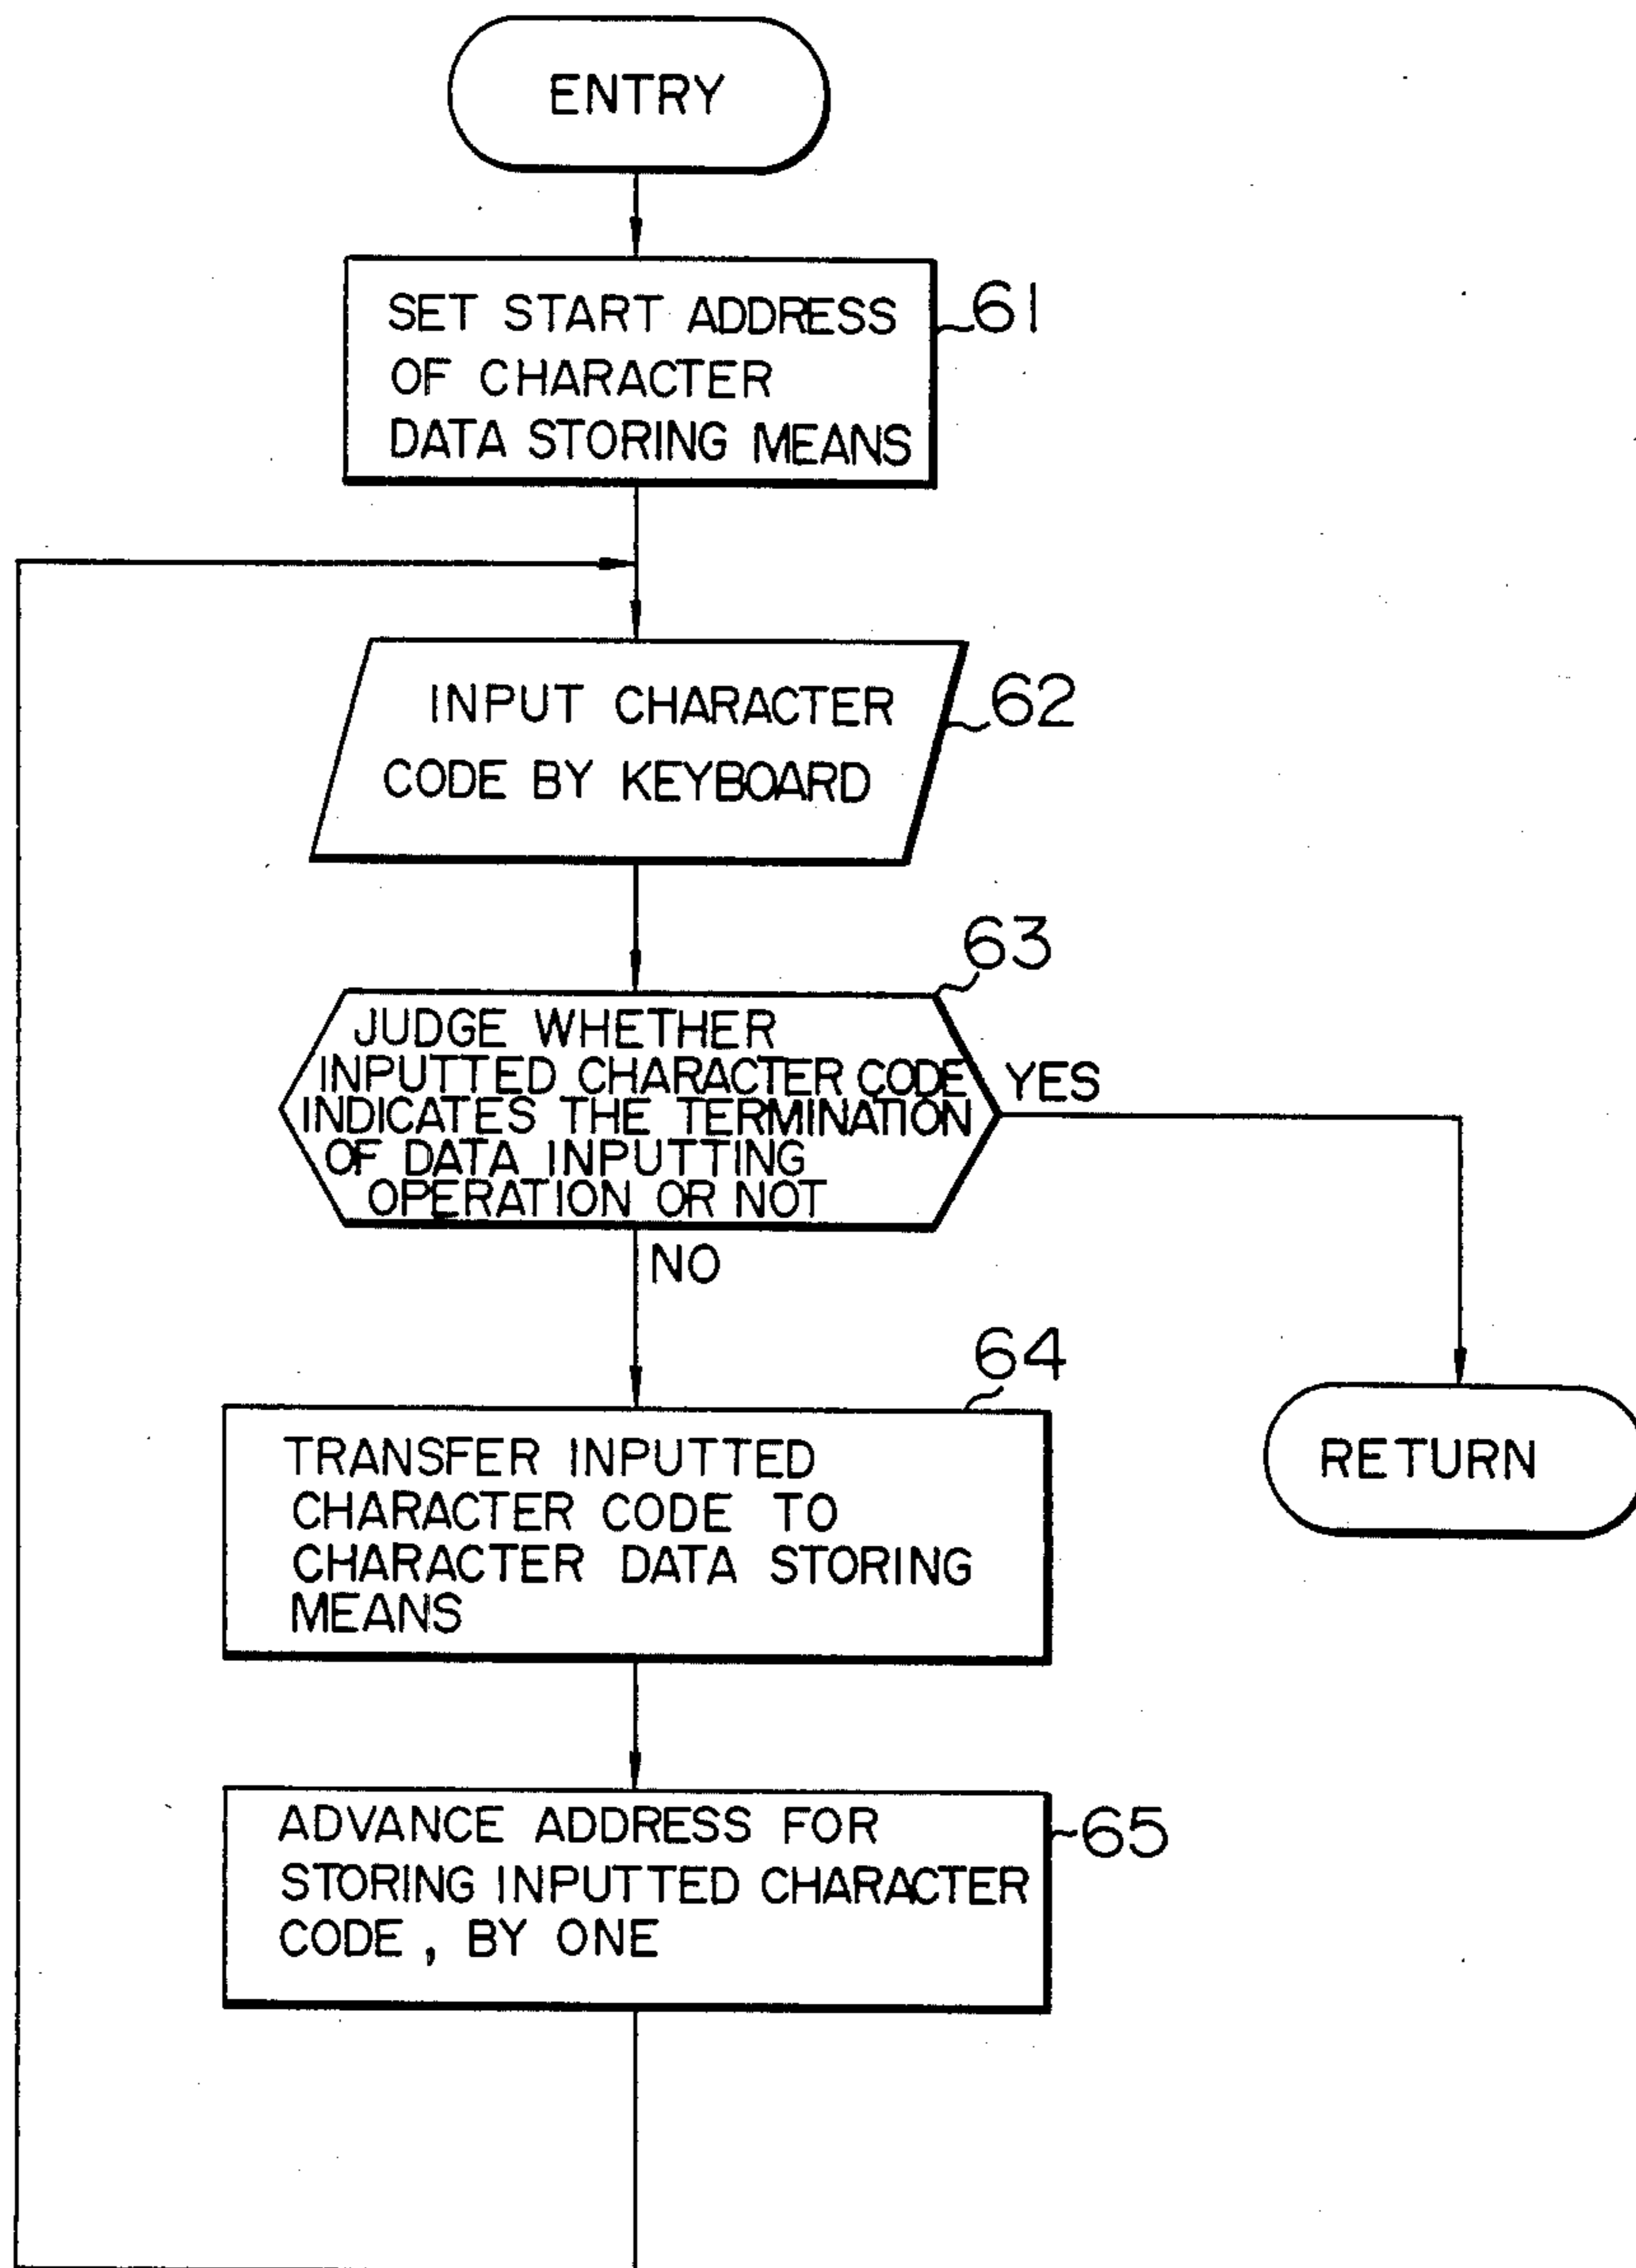 ENTRY
SET START ADDRESS
OF CHARACTER
DATA STORING MEANS
61
INPUT CHARACTER
CODE BY KEYBOARD
62
63
JUDGE WHETHER
INPUTTED CHARACTER CODE
INDICATES THE TERMINATION
OF DATA INPUTTING
OPERATION OR NOT
YES
NO
64
TRANSFER INPUTTED
CHARACTER CODE TO
CHARACTER DATA STORING
MEANS
RETURN
ADVANCE ADDRESS FOR
STORING INPUTTED CHARACTER
CODE, BY ONE
65